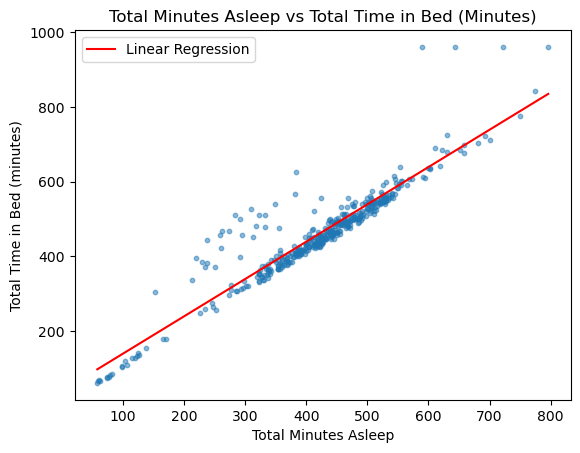 Total Minutes Asleep vs Total Time in Bed (Minutes)
Linear Regression
Total Time in Bed (minutes)
1000
800
600
400
200
100 200 300 400 500 600 700 800
Total Minutes Asleep